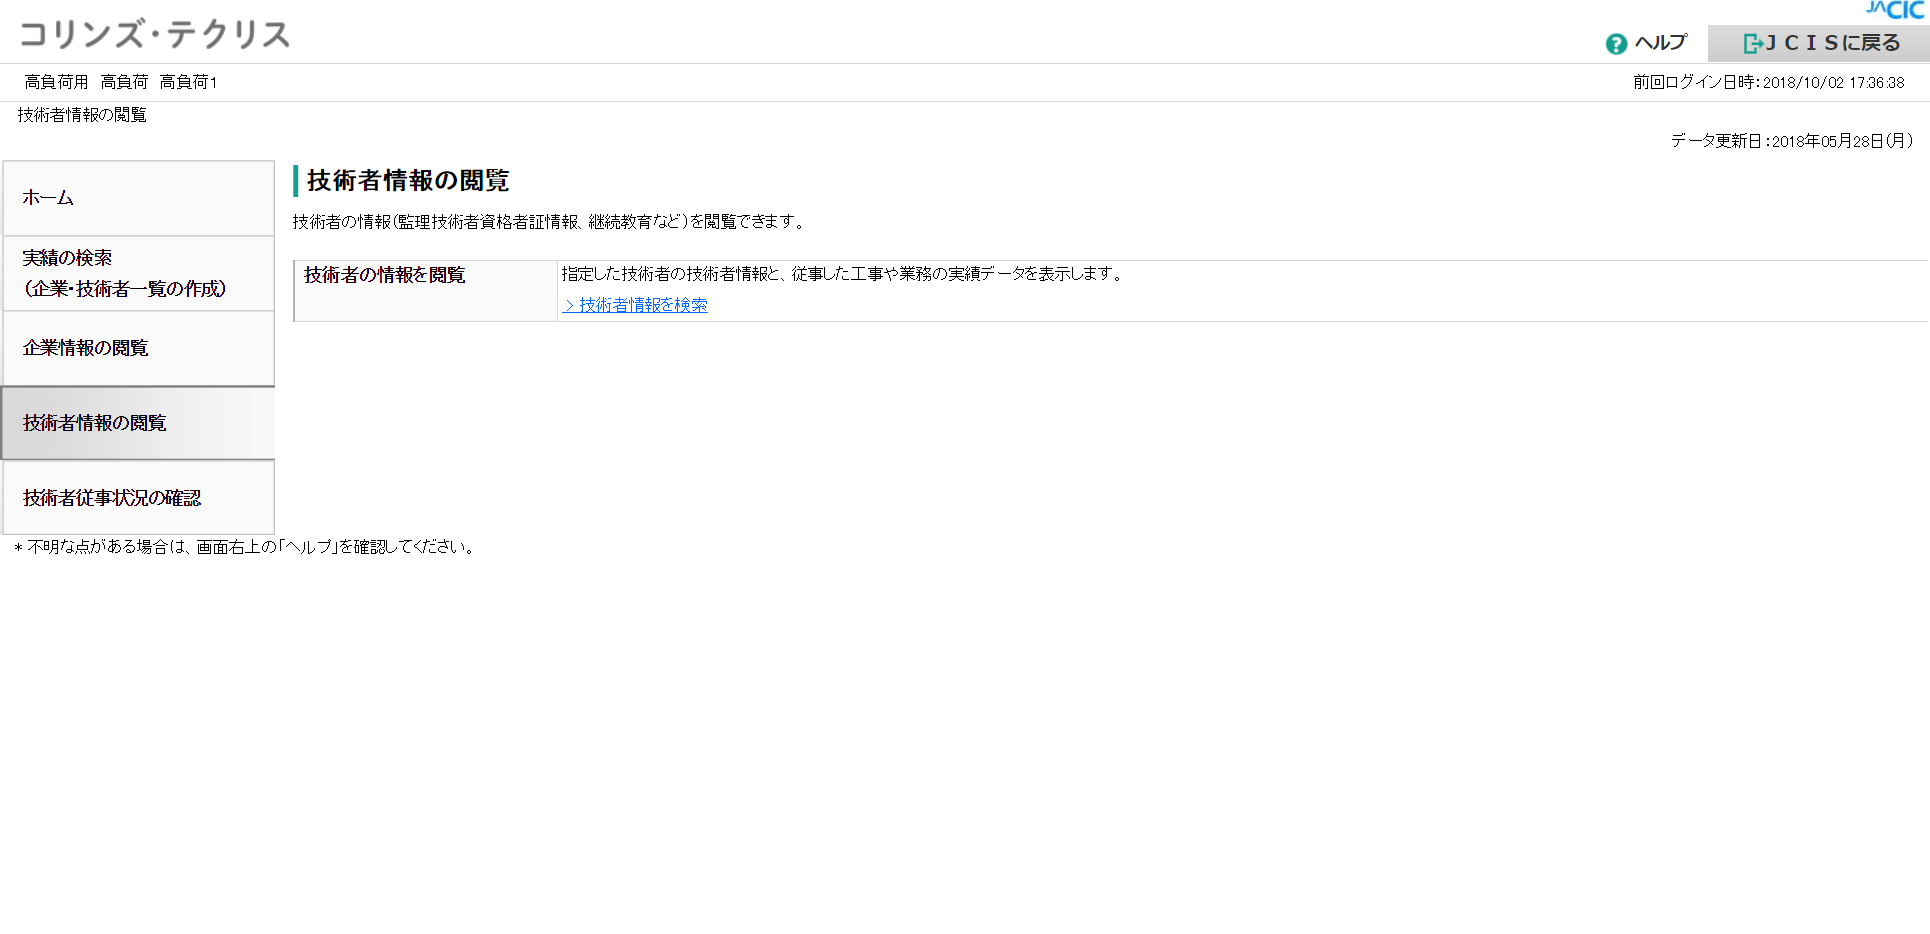 JACIC
コリンズ・テクリス
ヘルプ
ＪＣＩＳに戻る
高負荷用 高負荷 高負荷1
前回ログイン日時：2018/10/02 17:36:38
技術者情報の閲覧
データ更新日：2018年05月28日（月）
ホーム
実績の検索
（企業・技術者一覧の作成）
企業情報の閲覧
技術者情報の閲覧
技術者従事状況の確認
技術者情報の閲覧
技術者の情報（監理技術者資格者証情報、継続教育など）を閲覧できます。
技術者の情報を閲覧
指定した技術者の技術者情報と、従事した工事や業務の実績データを表示します。
＞技術者情報を検索
* 不明な点がある場合は、画面右上の「ヘルプ」を確認してください。